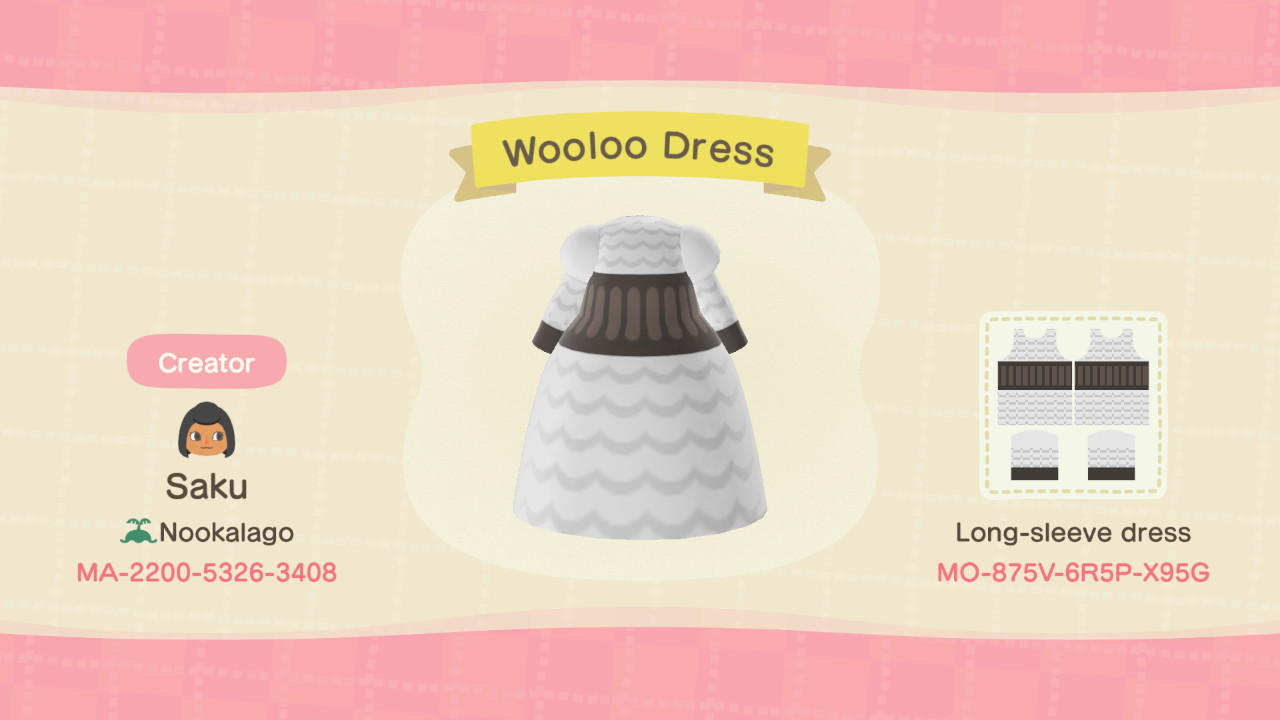 Wooloo Dress
Creator
Saku
Nookalago
MA-2200-5326-3408
Long-sleeve dress
MO-875V-6R5P-X95G